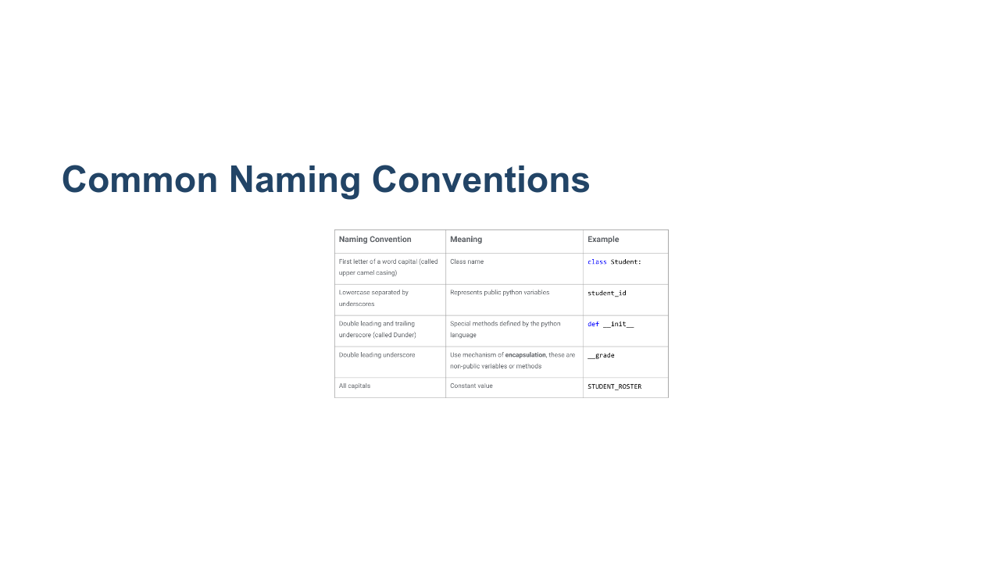 Common Naming Conventions
Naming Convention Meaning Example
First letter of a word capital (called Class name class Student:
upper camel casing)
Lowercase separated by Represents public python variables student_id
underscores
Double leading and trailing Special methods defined by the python def __init__
underscore (called Dunder) language
Double leading underscore Use mechanism of encapsulation, these are __grade
non-public variables or methods
All capitals Constant value STUDENT_ROSTER